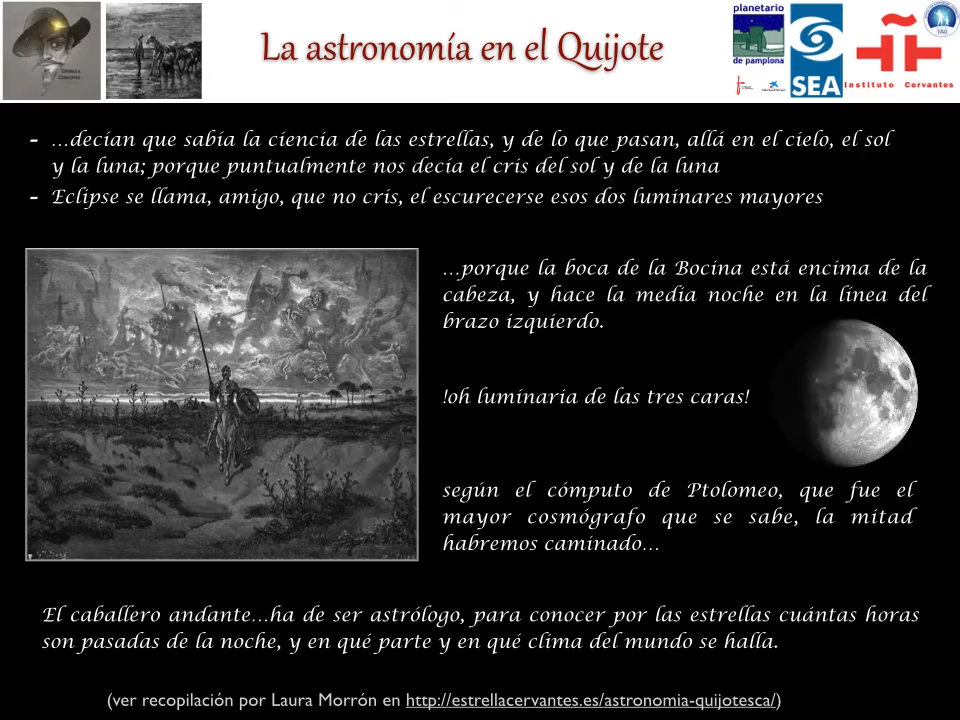 La astronomía en el Quijote
planetario
de pamplona
SEA
Instituto Cervantes
- …decían que sabía la ciencia de las estrellas, y de lo que pasan, allá en el cielo, el sol
y la luna; porque puntualmente nos decía el cris del sol y de la luna
- Eclipse se llama, amigo, que no cris, el escurecerse esos dos luminares mayores
…porque la boca de la Bocina está encima de la
cabeza, y hace la media noche en la línea del
brazo izquierdo.
!oh luminaria de las tres caras!
según el cómputo de Ptolomeo, que fue el
mayor cosmógrafo que se sabe, la mitad
habremos caminado…
El caballero andante…ha de ser astrólogo, para conocer por las estrellas cuántas horas
son pasadas de la noche, y en qué parte y en qué clima del mundo se halla.
(ver recopilación por Laura Morrón en http://estrellacervantes.es/astronomia-quijotesca/)